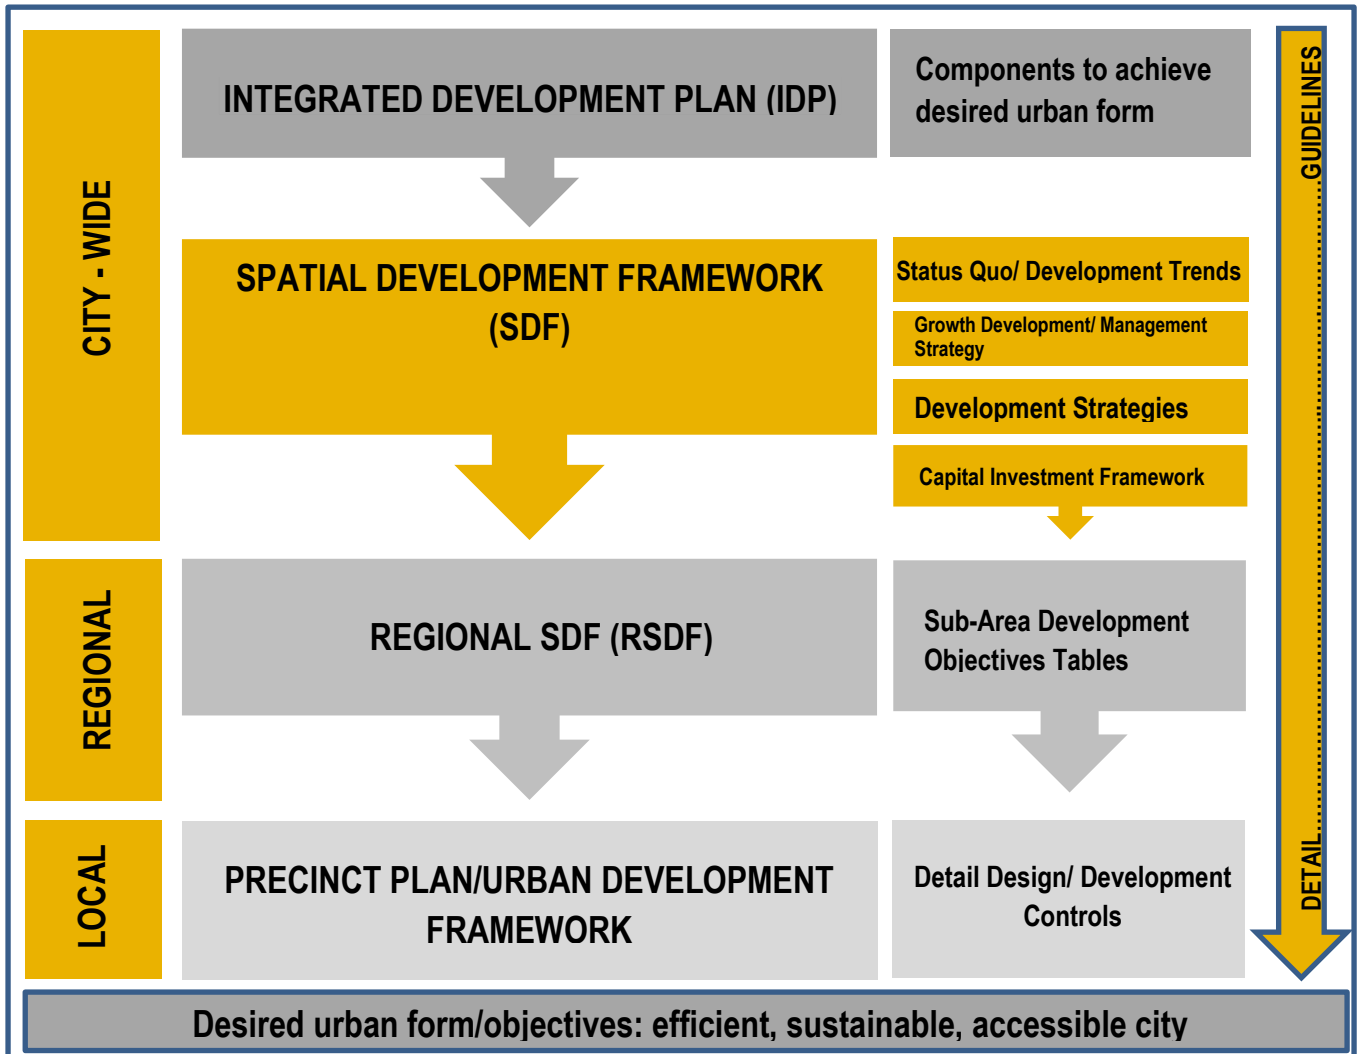 CITY - WIDE
INTEGRATED DEVELOPMENT PLAN (IDP)
Components to achieve
desired urban form
SPATIAL DEVELOPMENT FRAMEWORK
(SDF)
Status Quo/ Development Trends
Growth Development/ Management
Strategy
Development Strategies
Capital Investment Framework
REGIONAL
REGIONAL SDF (RSDF)
Sub-Area Development
Objectives Tables
LOCAL
PRECINCT PLAN/URBAN DEVELOPMENT
FRAMEWORK
Detail Design/ Development
Controls
DETAIL................................................................GUIDELINES
Desired urban form/objectives: efficient, sustainable, accessible city